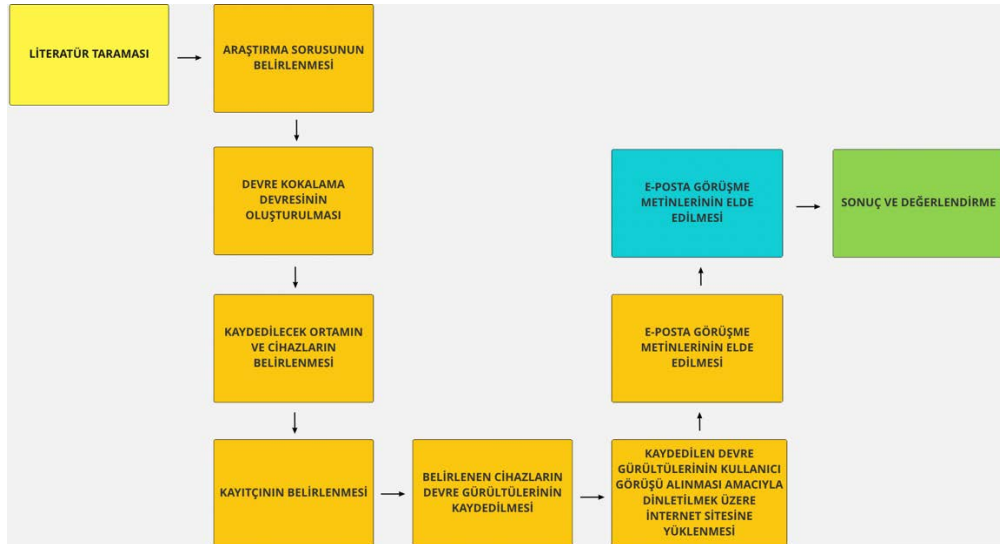 LİTERATÜR TARAMASI
ARAŞTIRMA SORUSUNUN
BELİRLENMESİ
DEVRE KOKALAMA
DEVRESİNİN
OLUŞTURULMASI
KAYDEDİLECEK ORTAMIN
VE CİHAZLARIN
BELİRLENMESİ
KAYITÇININ BELİRLENMESİ
BELİRLENEN CİHAZLARIN
DEVRE GÜRÜLTÜLERİNİN
KAYDEDİLMESİ
KAYDEDİLEN DEVRE
GÜRÜLTÜLERİNİN KULLANICI
GÖRÜŞÜ ALINMASI AMACIYLA
DİNLETİLMEK ÜZERE
İNTERNET SİTESİNE
YÜKLENMESİ
E-POSTA GÖRÜŞME
METİNLERİNİN ELDE
EDİLMESİ
E-POSTA GÖRÜŞME
METİNLERİNİN ELDE
EDİLMESİ
SONUÇ VE DEĞERLENDİRME